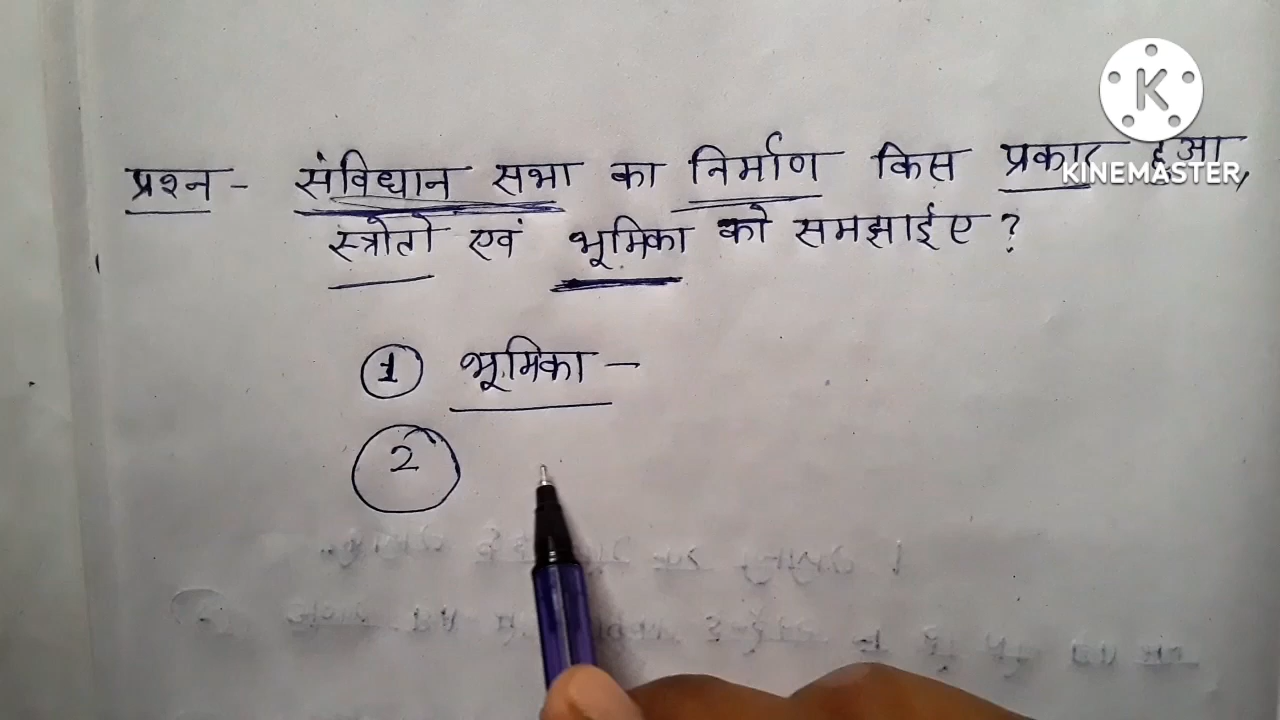 प्रश्न - संविधान सभा का निर्माण किस प्रकार हुआ,
स्त्रोतो एवं भूमिका को समझाईए ?
① भूमिका -
②
K
KINEMASTER